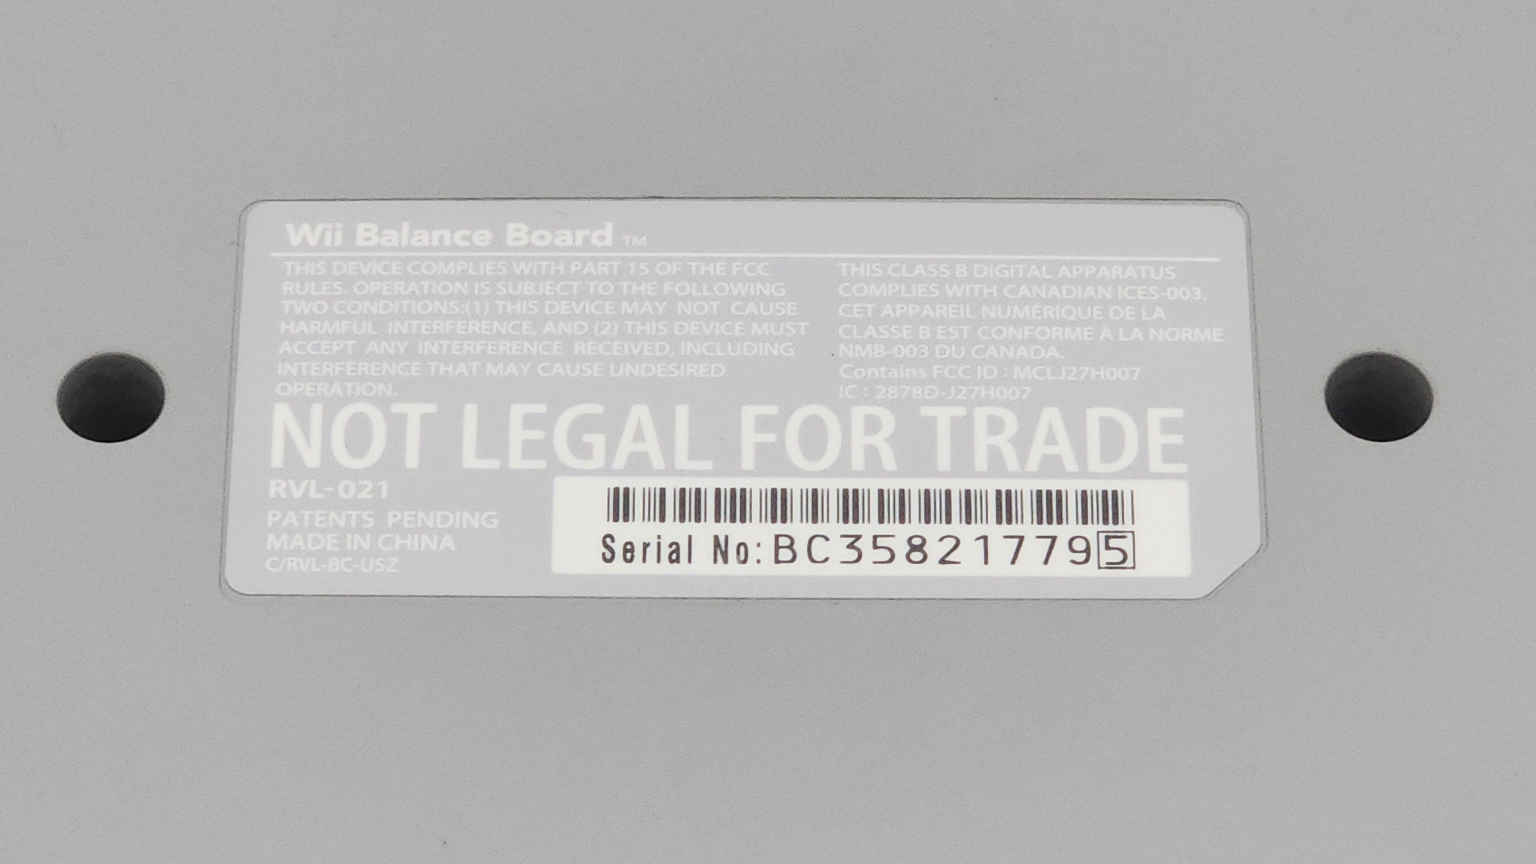 Wii Balance Board TM
THIS DEVICE COMPLIES WITH PART 15 OF THE FCC
RULES. OPERATION IS SUBJECT TO THE FOLLOWING
TWO CONDITIONS:(1) THIS DEVICE MAY NOT CAUSE
HARMFUL INTERFERENCE, AND (2) THIS DEVICE MUST
ACCEPT ANY INTERFERENCE RECEIVED, INCLUDING
INTERFERENCE THAT MAY CAUSE UNDESIRED
OPERATION.
THIS CLASS B DIGITAL APPARATUS
COMPLIES WITH CANADIAN ICES-003.
CET APPAREIL NUMÉRIQUE DE LA
CLASSE B EST CONFORME À LA NORME
NMB-003 DU CANADA.
Contains FCC ID : MCLJ27H007
IC : 2878D-J27H007
NOT LEGAL FOR TRADE
RVL-021
PATENTS PENDING
MADE IN CHINA
C/RVL-BC-USZ
Serial No:BC358217795